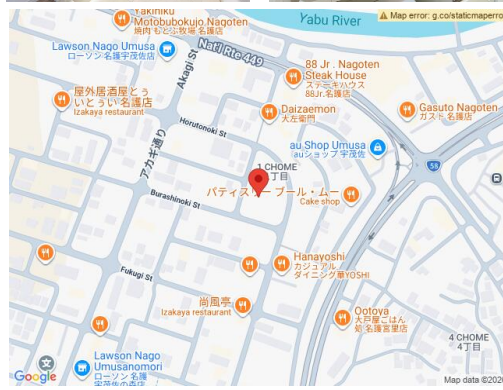 Yabu River
Map error: g.co/staticmaperro
Yakiniku
Motobubokujo Nagoten
焼肉もとぶ牧場 名護店
Lawson Nago Umusa
ローソン 名護宇茂佐店
Nat'l Rte 449
Akagi St
アカギ通り
88 Jr. Nagoten
Steak House
ステーキハウス
88Jr.名護店
屋外居酒屋とぅ
いとぅい 名護店
Izakaya restaurant
Daizaemon
大左衛門
Gasuto Nagoten
ガスト 名護店
Horutonoki St
au Shop Umusa
auショップ 宇茂佐
58
1 CHOME
1丁目
パティスリー ブール・ムー
Cake shop
Burashinoki St
Hanayoshi
カジュアル
ダイニング華YOSHI
Fukugi St
尚風亭
Izakaya restaurant
Ootoya
大戸屋ごはん
処 名護宮里店
4 CHOME
4丁目
Lawson Nago
Umusanomori
ローソン 名護
宇茂佐の森店
Google
Map data ©2026